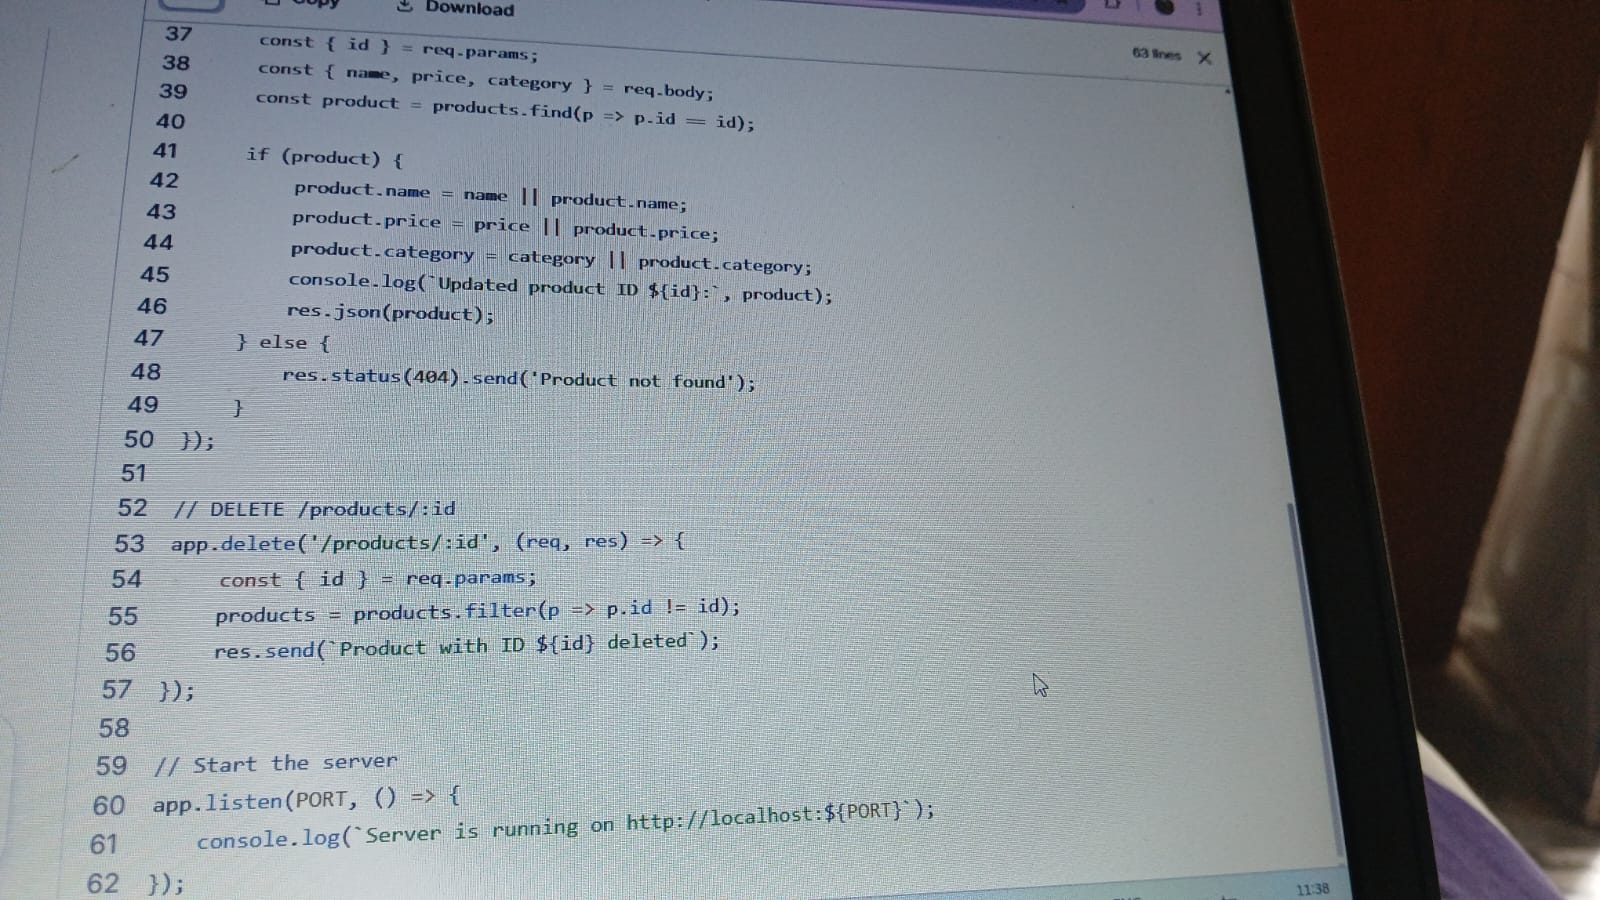 Copy Download
63 lines
37 const { id } = req.params;
38 const { name, price, category } = req.body;
39 const product = products.find(p => p.id == id);
40
41 if (product) {
42 product.name = name || product.name;
43 product.price = price || product.price;
44 product.category = category || product.category;
45 console.log(`Updated product ID ${id}:`, product);
46 res.json(product);
47 } else {
48 res.status(404).send('Product not found');
49 }
50 });
51
52 // DELETE /products/:id
53 app.delete('/products/:id', (req, res) => {
54 const { id } = req.params;
55 products = products.filter(p => p.id != id);
56 res.send(`Product with ID ${id} deleted`);
57 });
58
59 // Start the server
60 app.listen(PORT, () => {
61 console.log(`Server is running on http://localhost:${PORT}`);
62 });
11:38